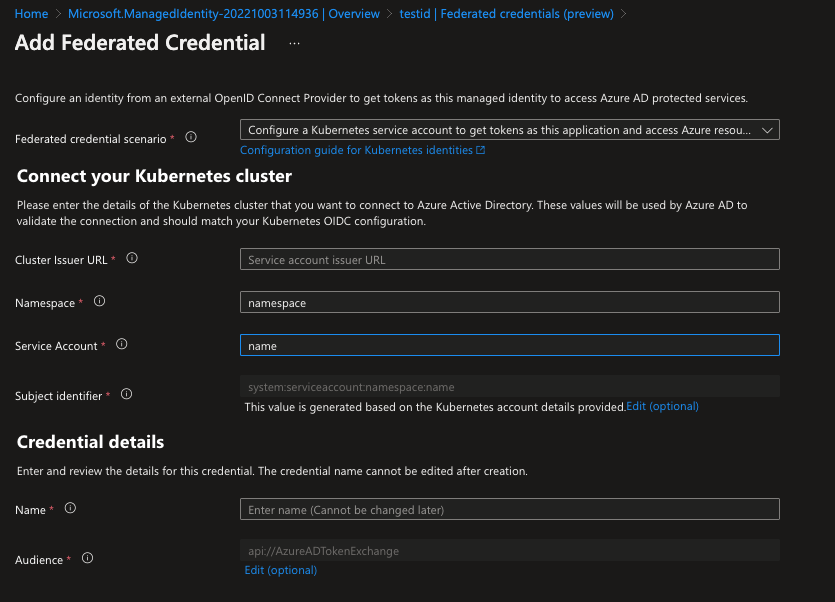 Home > Microsoft.ManagedIdentity-20221003114936 | Overview > testid | Federated credentials (preview) >
Add Federated Credential ...
Configure an identity from an external OpenID Connect Provider to get tokens as this managed identity to access Azure AD protected services.
Federated credential scenario * Configure a Kubernetes service account to get tokens as this application and access Azure resou...
Configuration guide for Kubernetes identities
Connect your Kubernetes cluster
Please enter the details of the Kubernetes cluster that you want to connect to Azure Active Directory. These values will be used by Azure AD to
validate the connection and should match your Kubernetes OIDC configuration.
Cluster Issuer URL * Service account issuer URL
Namespace * namespace
Service Account * name
Subject identifier * system:serviceaccount:namespace:name
This value is generated based on the Kubernetes account details provided.Edit (optional)
Credential details
Enter and review the details for this credential. The credential name cannot be edited after creation.
Name * Enter name (Cannot be changed later)
Audience * api://AzureADTokenExchange
Edit (optional)